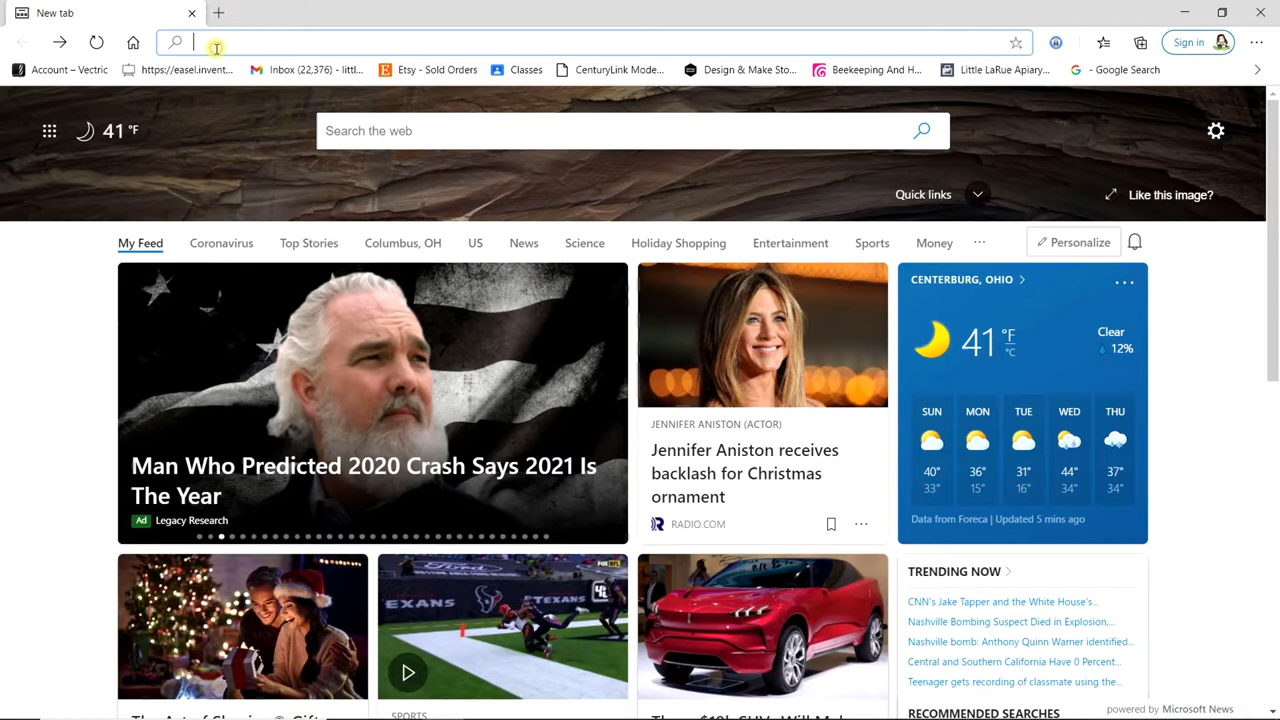 New tab
Sign in
Account – Vectric
https://easel.invent...
Inbox (22,376) - littl...
Etsy - Sold Orders
Classes
CenturyLink Mode...
Design & Make Sto...
Beekeeping And H...
Little LaRue Apiary...
- Google Search
41 °F
Search the web
Quick links
Like this image?
My Feed
Coronavirus
Top Stories
Columbus, OH
US
News
Science
Holiday Shopping
Entertainment
Sports
Money
Personalize
Man Who Predicted 2020 Crash Says 2021 Is
The Year
Ad Legacy Research
JENNIFER ANISTON (ACTOR)
Jennifer Aniston receives
backlash for Christmas
ornament
RADIO.COM
CENTERBURG, OHIO
41 °F
°C
Clear
12%
SUN MON TUE WED THU
40° 36° 31° 44° 37°
33° 15° 16° 34° 34°
Data from Foreca | Updated 5 mins ago
Ford
EXANS
FOX NFL
SPORTS
TRENDING NOW
CNN's Jake Tapper and the White House's...
Nashville Bombing Suspect Died in Explosion,...
Nashville bomb: Anthony Quinn Warner identified...
Central and Southern California Have 0 Percent...
Teenager gets recording of classmate using the...
RECOMMENDED SEARCHES
powered by Microsoft News